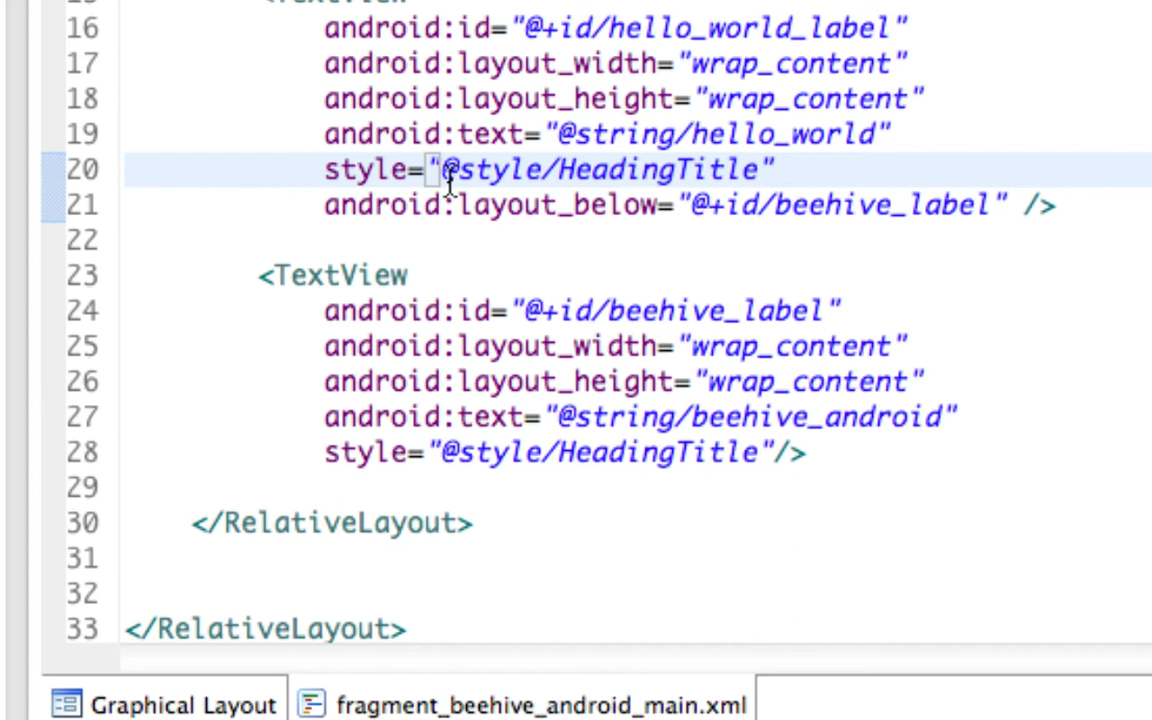 15 <TextView
16 android:id="@+id/hello_world_label"
17 android:layout_width="wrap_content"
18 android:layout_height="wrap_content"
19 android:text="@string/hello_world"
20 style="@style/HeadingTitle"
21 android:layout_below="@+id/beehive_label" />
22
23 <TextView
24 android:id="@+id/beehive_label"
25 android:layout_width="wrap_content"
26 android:layout_height="wrap_content"
27 android:text="@string/beehive_android"
28 style="@style/HeadingTitle"/>
29
30 </RelativeLayout>
31
32
33 </RelativeLayout>
Graphical Layout fragment_beehive_android_main.xml